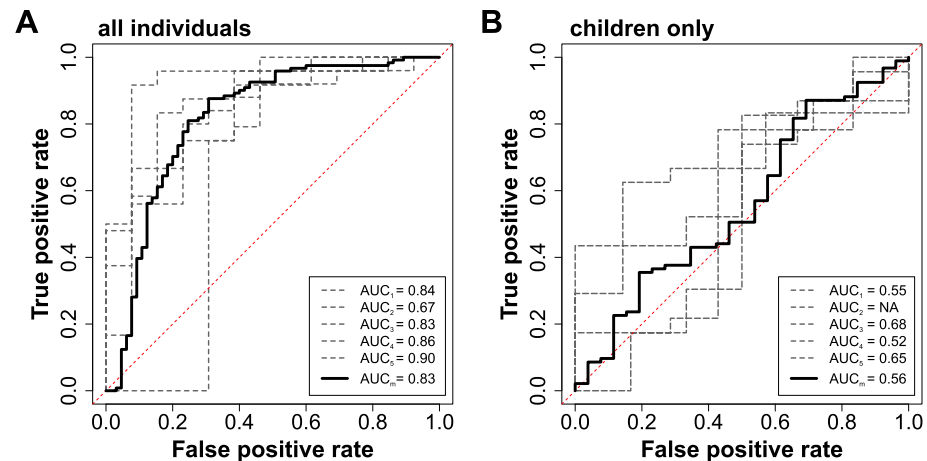 A
all individuals
True positive rate
1.0
0.8
0.6
0.4
0.2
0.0
AUC1 = 0.84
AUC2 = 0.67
AUC3 = 0.83
AUC4 = 0.86
AUC5 = 0.90
AUCm = 0.83
0.0 0.2 0.4 0.6 0.8 1.0
False positive rate
B
children only
True positive rate
1.0
0.8
0.6
0.4
0.2
0.0
AUC1 = 0.55
AUC2 = NA
AUC3 = 0.68
AUC4 = 0.52
AUC5 = 0.65
AUCm = 0.56
0.0 0.2 0.4 0.6 0.8 1.0
False positive rate